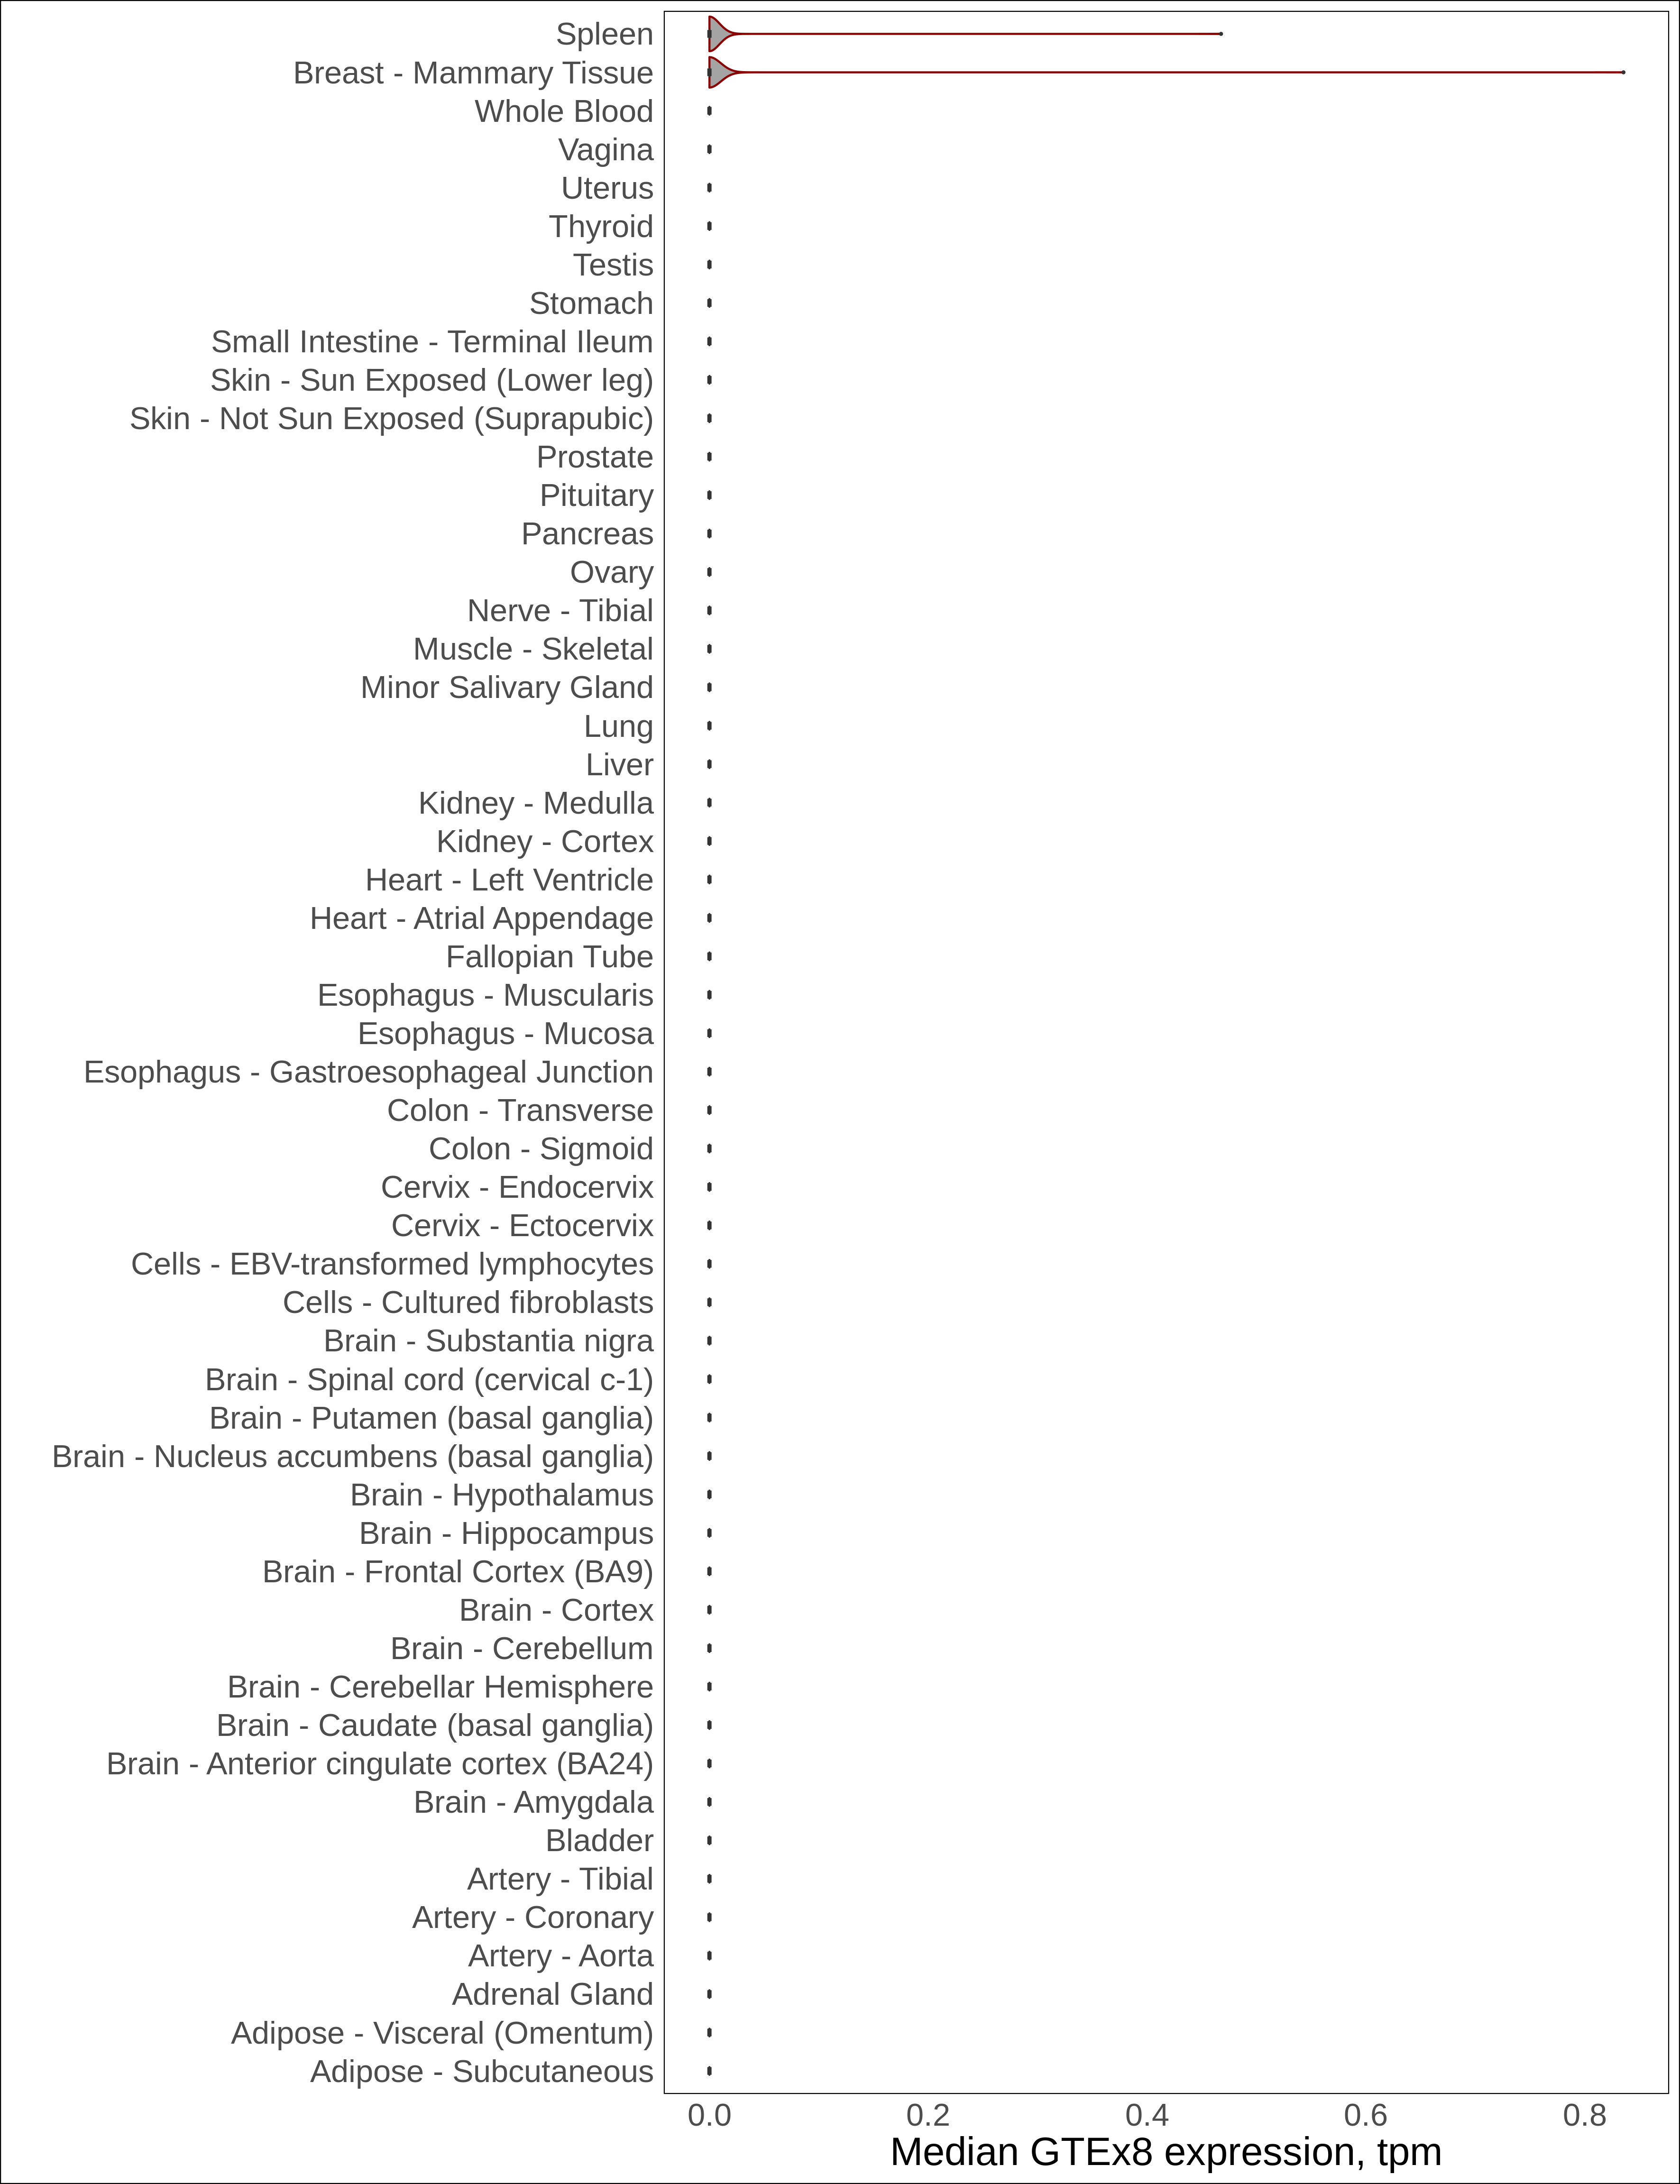 Spleen
Breast - Mammary Tissue
Whole Blood
Vagina
Uterus
Thyroid
Testis
Stomach
Small Intestine - Terminal Ileum
Skin - Sun Exposed (Lower leg)
Skin - Not Sun Exposed (Suprapubic)
Prostate
Pituitary
Pancreas
Ovary
Nerve - Tibial
Muscle - Skeletal
Minor Salivary Gland
Lung
Liver
Kidney - Medulla
Kidney - Cortex
Heart - Left Ventricle
Heart - Atrial Appendage
Fallopian Tube
Esophagus - Muscularis
Esophagus - Mucosa
Esophagus - Gastroesophageal Junction
Colon - Transverse
Colon - Sigmoid
Cervix - Endocervix
Cervix - Ectocervix
Cells - EBV-transformed lymphocytes
Cells - Cultured fibroblasts
Brain - Substantia nigra
Brain - Spinal cord (cervical c-1)
Brain - Putamen (basal ganglia)
Brain - Nucleus accumbens (basal ganglia)
Brain - Hypothalamus
Brain - Hippocampus
Brain - Frontal Cortex (BA9)
Brain - Cortex
Brain - Cerebellum
Brain - Cerebellar Hemisphere
Brain - Caudate (basal ganglia)
Brain - Anterior cingulate cortex (BA24)
Brain - Amygdala
Bladder
Artery - Tibial
Artery - Coronary
Artery - Aorta
Adrenal Gland
Adipose - Visceral (Omentum)
Adipose - Subcutaneous
0.0 0.2 0.4 0.6 0.8
Median GTEx8 expression, tpm